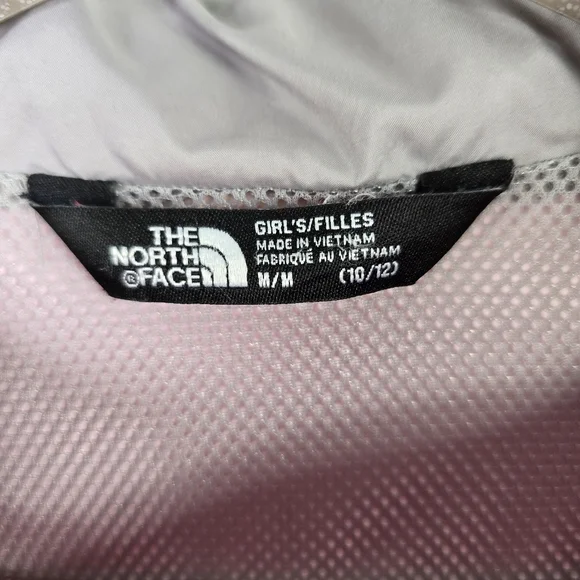 THE
NORTH
®FACE
GIRL'S/FILLES
MADE IN VIETNAM
FABRIQUÉ AU VIETNAM
M/M (10/12)